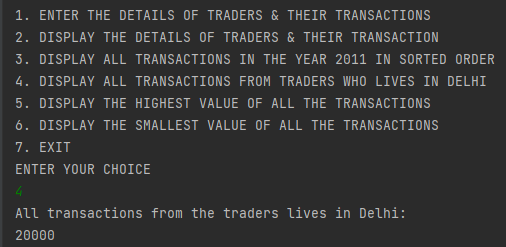 1. ENTER THE DETAILS OF TRADERS & THEIR TRANSACTIONS
2. DISPLAY THE DETAILS OF TRADERS & THEIR TRANSACTION
3. DISPLAY ALL TRANSACTIONS IN THE YEAR 2011 IN SORTED ORDER
4. DISPLAY ALL TRANSACTIONS FROM TRADERS WHO LIVES IN DELHI
5. DISPLAY THE HIGHEST VALUE OF ALL THE TRANSACTIONS
6. DISPLAY THE SMALLEST VALUE OF ALL THE TRANSACTIONS
7. EXIT
ENTER YOUR CHOICE
4
All transactions from the traders lives in Delhi:
20000